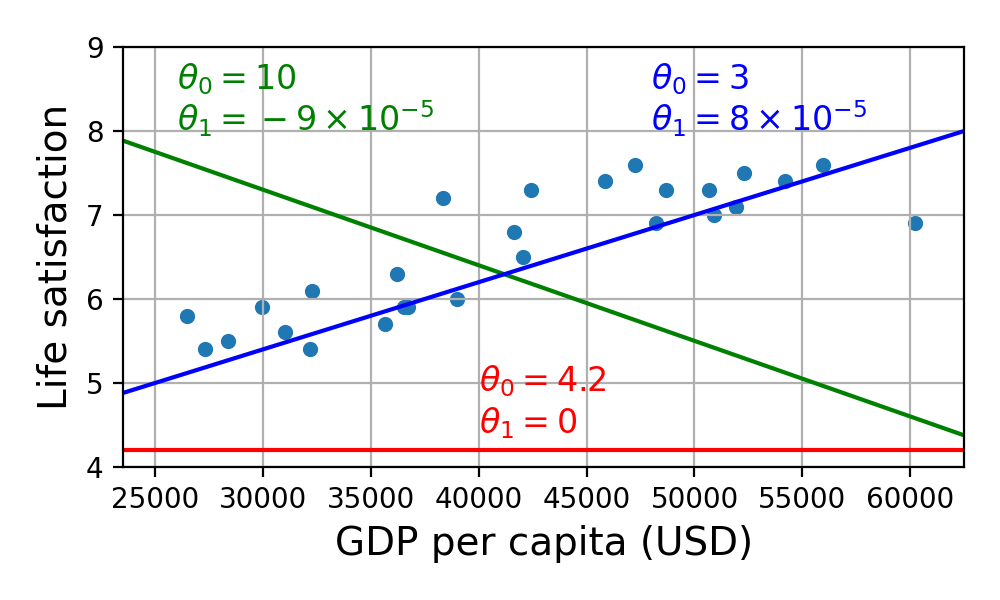 θ₀ = 10
θ₁ = − 9 × 10⁻⁵
θ₀ = 3
θ₁ = 8 × 10⁻⁵
θ₀ = 4.2
θ₁ = 0
Life satisfaction
9
8
7
6
5
4
25000 30000 35000 40000 45000 50000 55000 60000
GDP per capita (USD)